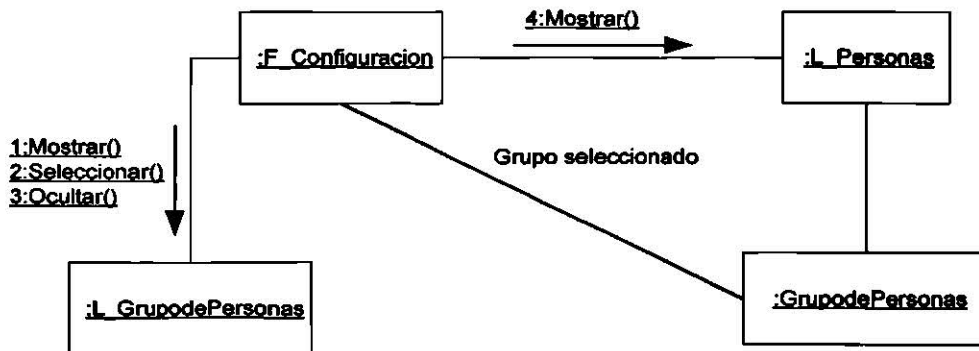 4:Mostrar()
:F_Configuracion
:L_Personas
1:Mostrar()
2:Seleccionar()
3:Ocultar()
Grupo seleccionado
:L_GrupodePersonas
:GrupodePersonas